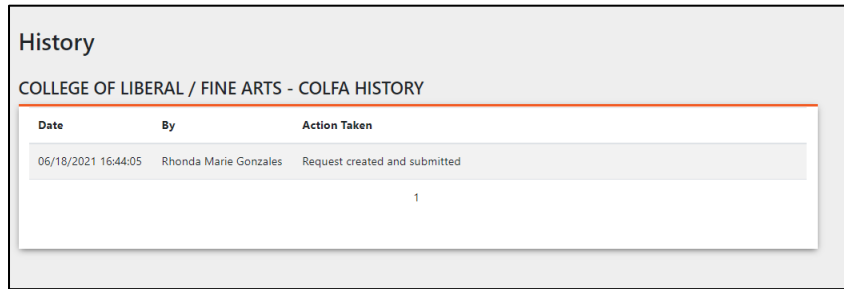 History
COLLEGE OF LIBERAL / FINE ARTS - COLFA HISTORY
Date By Action Taken
06/18/2021 16:44:05 Rhonda Marie Gonzales Request created and submitted
1